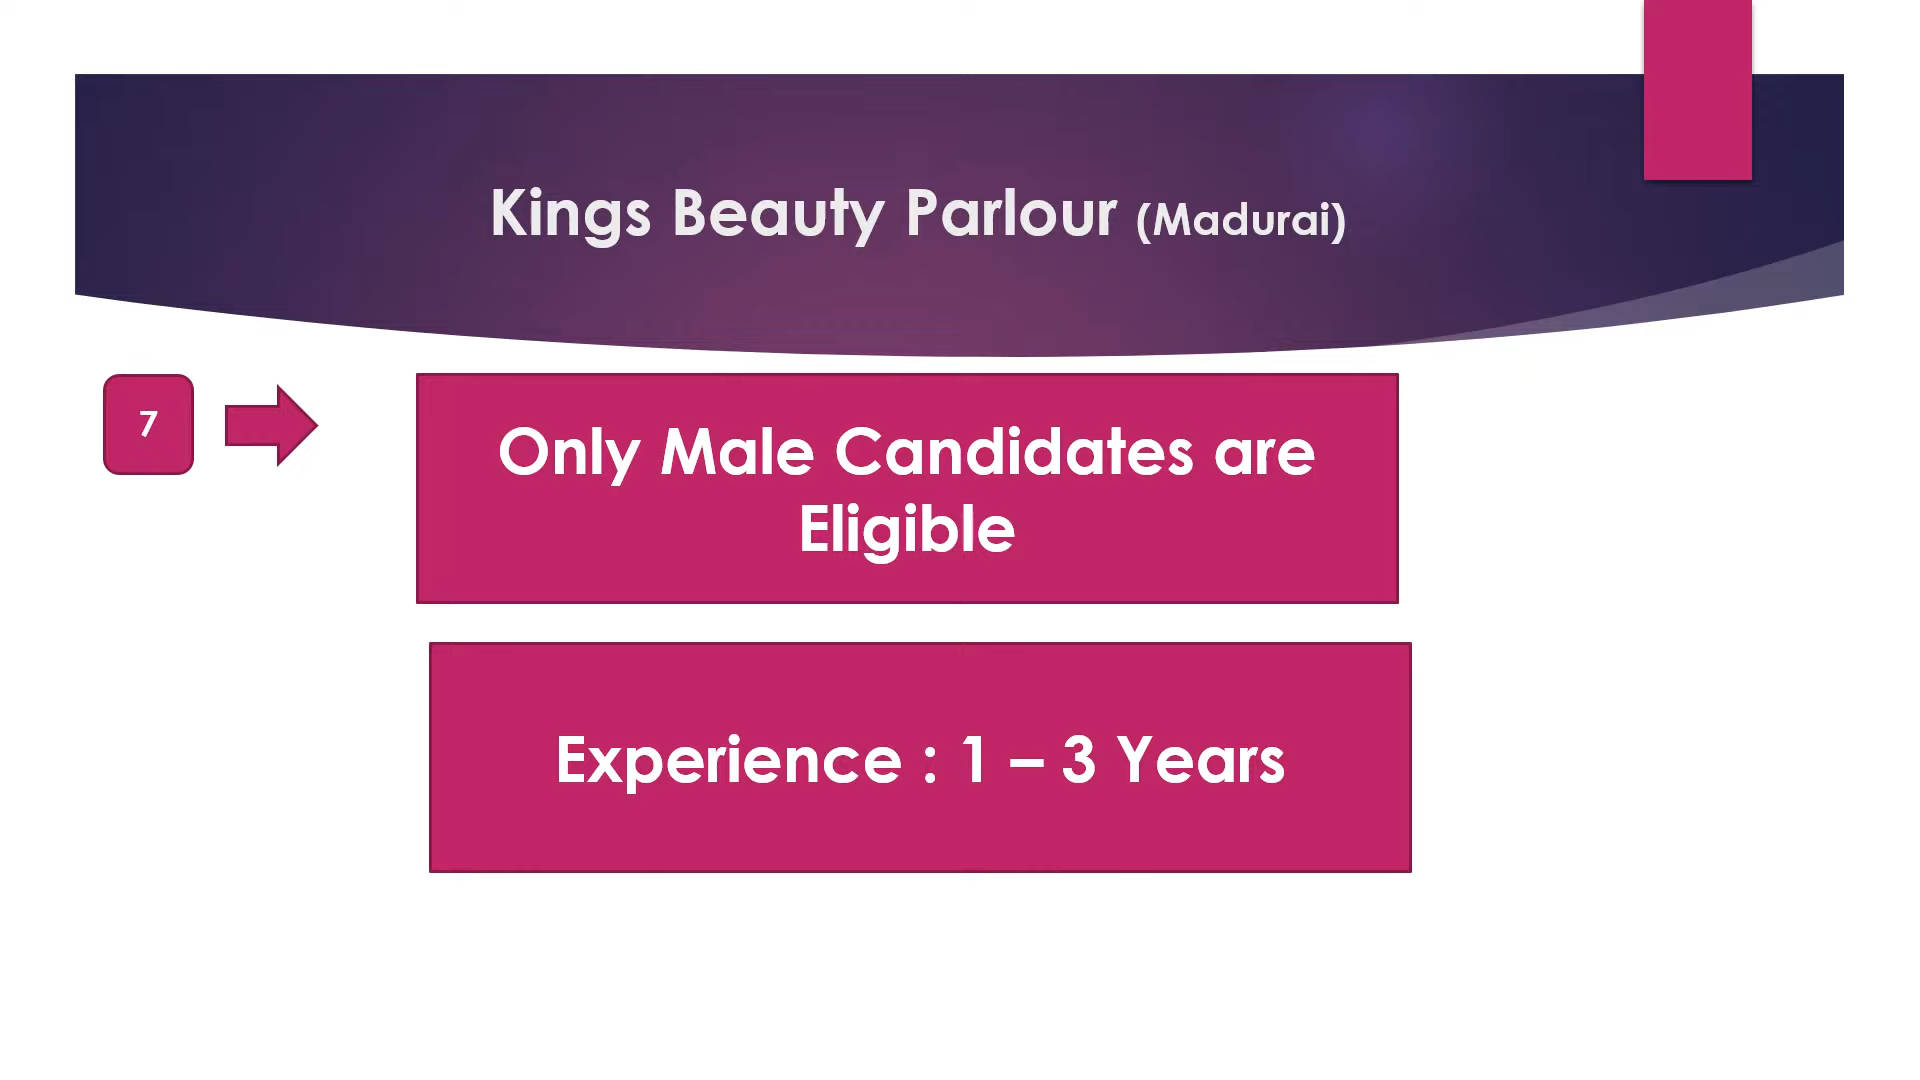 Kings Beauty Parlour (Madurai)
7
Only Male Candidates are
Eligible
Experience : 1 – 3 Years